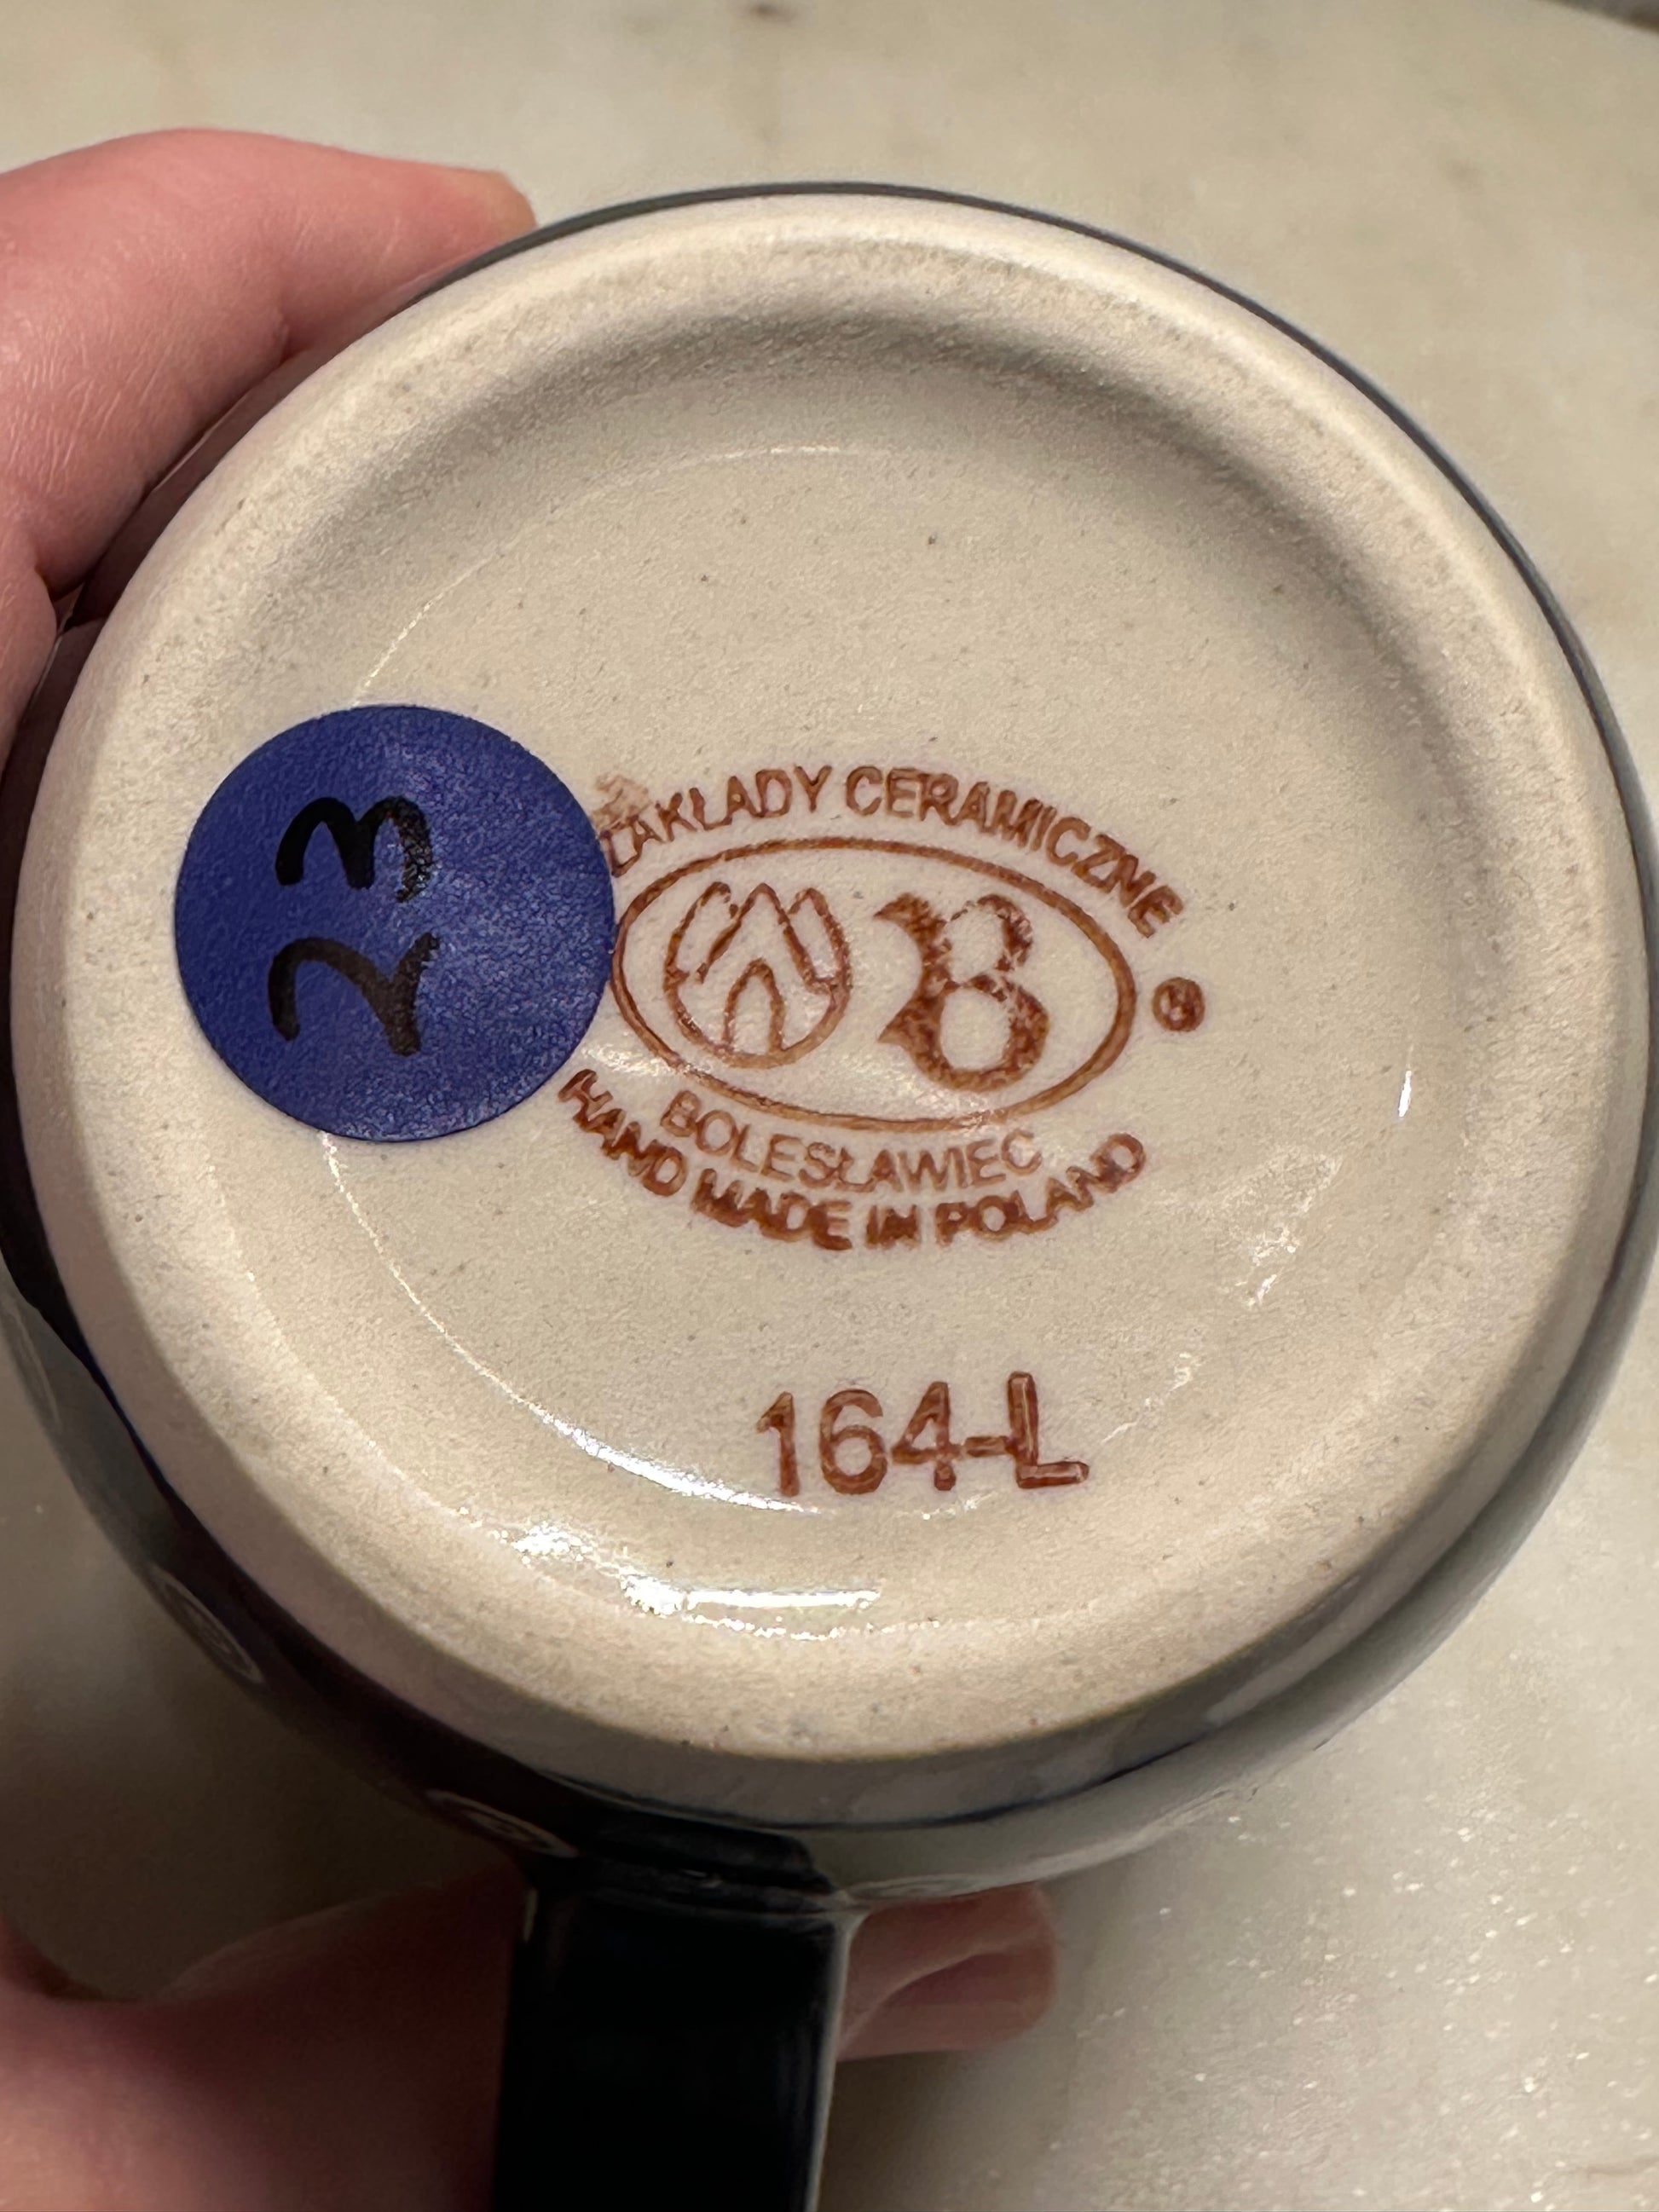 23
ZAKŁADY CERAMICZNE
B ®
BOLESŁAWIEC
HAND MADE IN POLAND
164-L